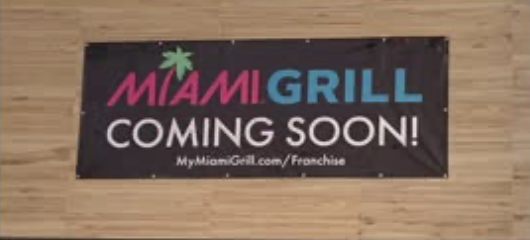 MIAMI GRILL
COMING SOON!
MyMiamiGrill.com/Franchise